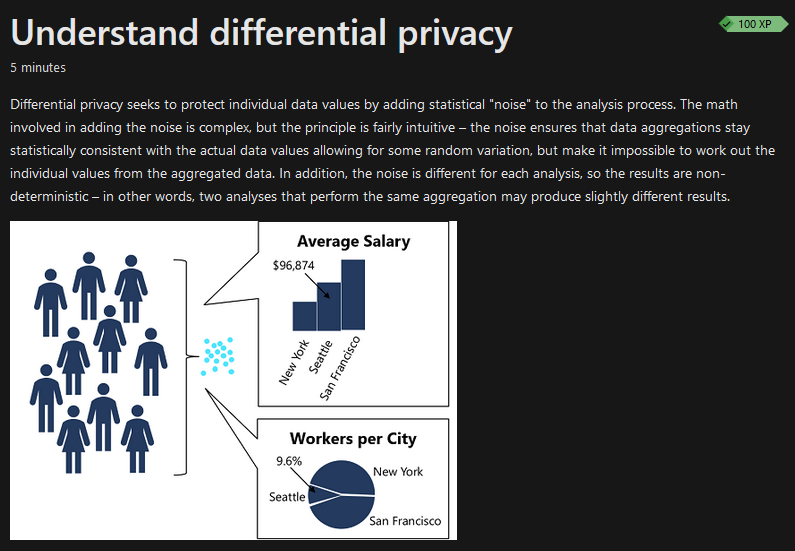 Understand differential privacy
100 XP
5 minutes
Differential privacy seeks to protect individual data values by adding statistical "noise" to the analysis process. The math
involved in adding the noise is complex, but the principle is fairly intuitive – the noise ensures that data aggregations stay
statistically consistent with the actual data values allowing for some random variation, but make it impossible to work out the
individual values from the aggregated data. In addition, the noise is different for each analysis, so the results are non-
deterministic – in other words, two analyses that perform the same aggregation may produce slightly different results.
Average Salary
$96,874
New York
Seattle
San Francisco
Workers per City
9.6%
New York
Seattle
San Francisco